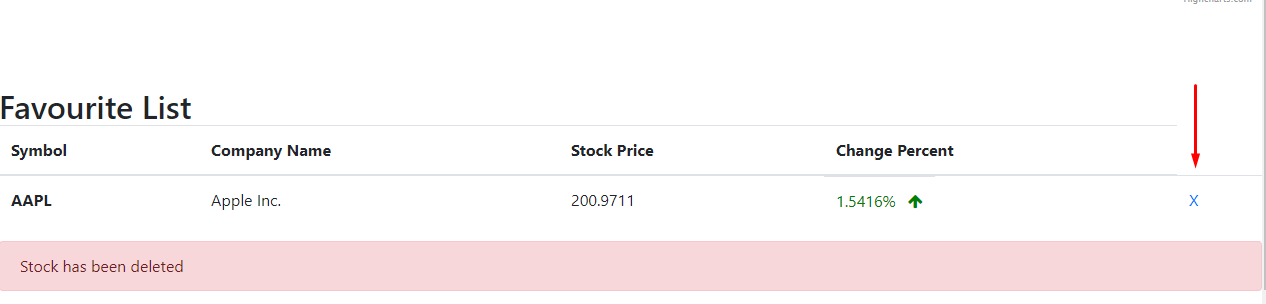 Highcharts.com
Favourite List
Symbol Company Name Stock Price Change Percent
AAPL Apple Inc. 200.9711 1.5416% X
Stock has been deleted